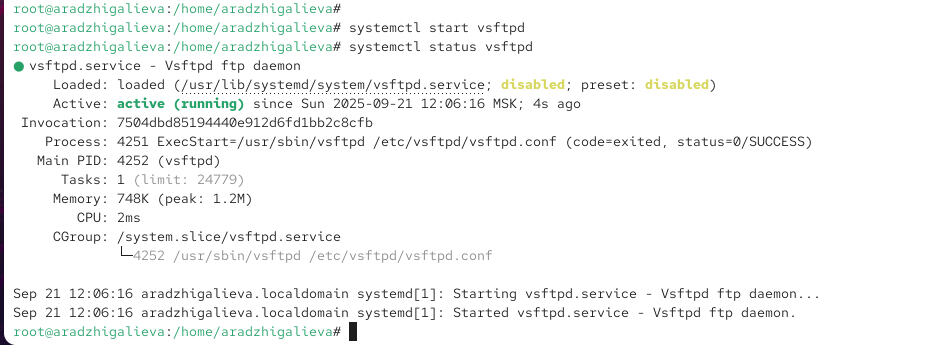 root@aradzhigalieva:/home/aradzhigalieva#
root@aradzhigalieva:/home/aradzhigalieva# systemctl start vsftpd
root@aradzhigalieva:/home/aradzhigalieva# systemctl status vsftpd
● vsftpd.service - Vsftpd ftp daemon
Loaded: loaded (/usr/lib/systemd/system/vsftpd.service; disabled; preset: disabled)
Active: active (running) since Sun 2025-09-21 12:06:16 MSK; 4s ago
Invocation: 7504dbd85194440e912d6fd1bb2c8cfb
Process: 4251 ExecStart=/usr/sbin/vsftpd /etc/vsftpd/vsftpd.conf (code=exited, status=0/SUCCESS)
Main PID: 4252 (vsftpd)
Tasks: 1 (limit: 24779)
Memory: 748K (peak: 1.2M)
CPU: 2ms
CGroup: /system.slice/vsftpd.service
└─4252 /usr/sbin/vsftpd /etc/vsftpd/vsftpd.conf
Sep 21 12:06:16 aradzhigalieva.localdomain systemd[1]: Starting vsftpd.service - Vsftpd ftp daemon...
Sep 21 12:06:16 aradzhigalieva.localdomain systemd[1]: Started vsftpd.service - Vsftpd ftp daemon.
root@aradzhigalieva:/home/aradzhigalieva#